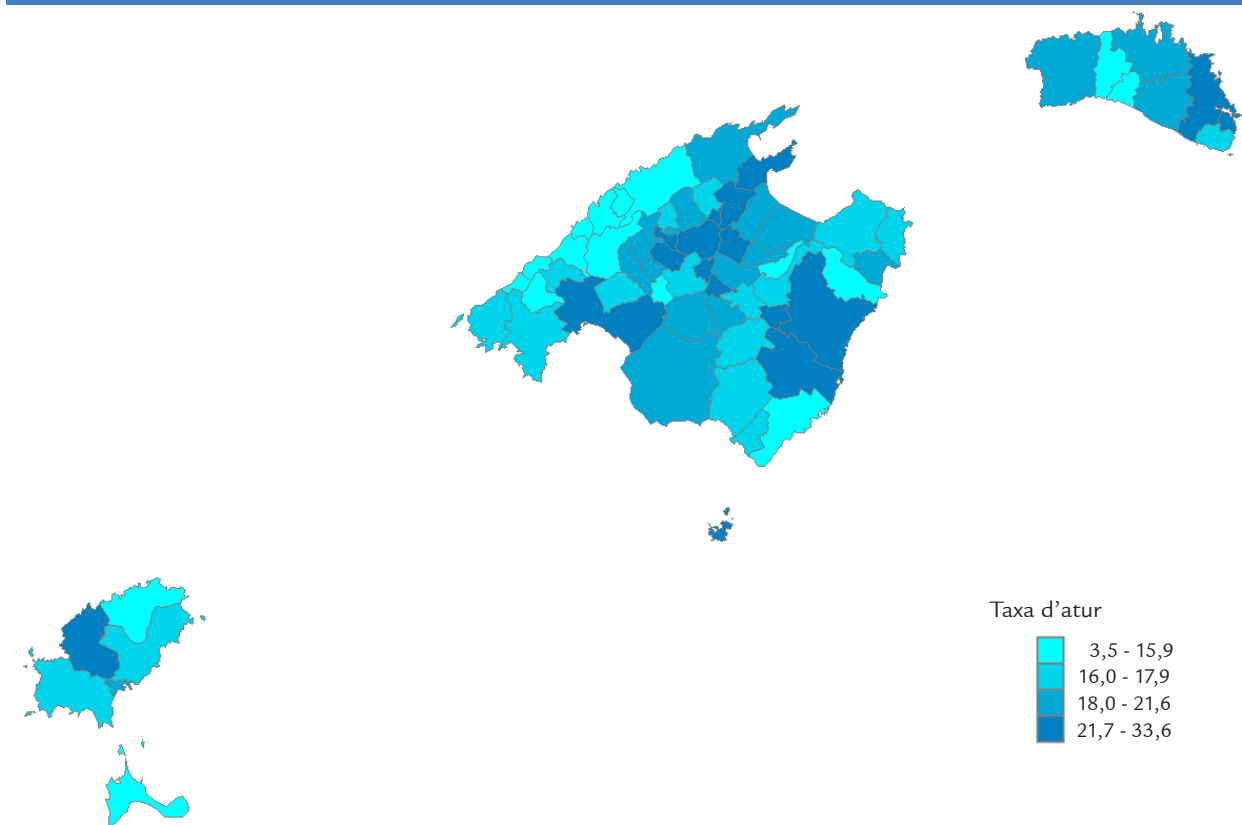 Taxa d'atur
3,5 - 15,9
16,0 - 17,9
18,0 - 21,6
21,7 - 33,6